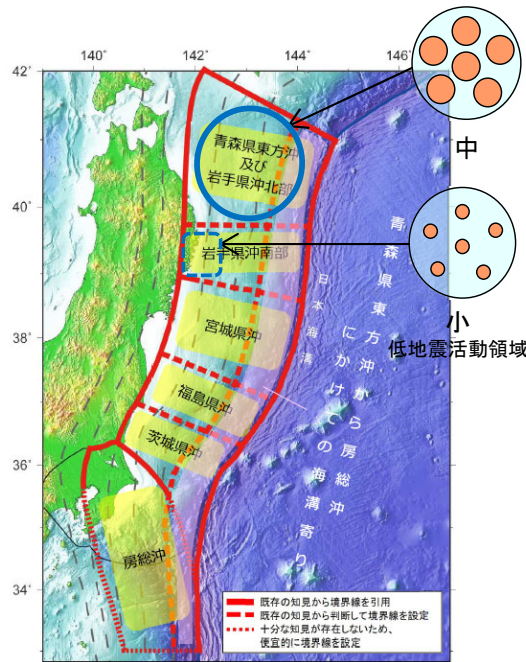 140°
142°
144°
146°
42°
40°
38°
36°
34°
青森県東方沖
及び
岩手県沖北部
岩手県沖南部
宮城県沖
福島県沖
茨城県沖
房総沖
日本海溝
青森県東方沖から房総沖
にかけての海溝寄り
中
小
低地震活動領域
既存の知見から境界線を引用
既存の知見から判断して境界線を設定
十分な知見が存在しないため、
便宜的に境界線を設定